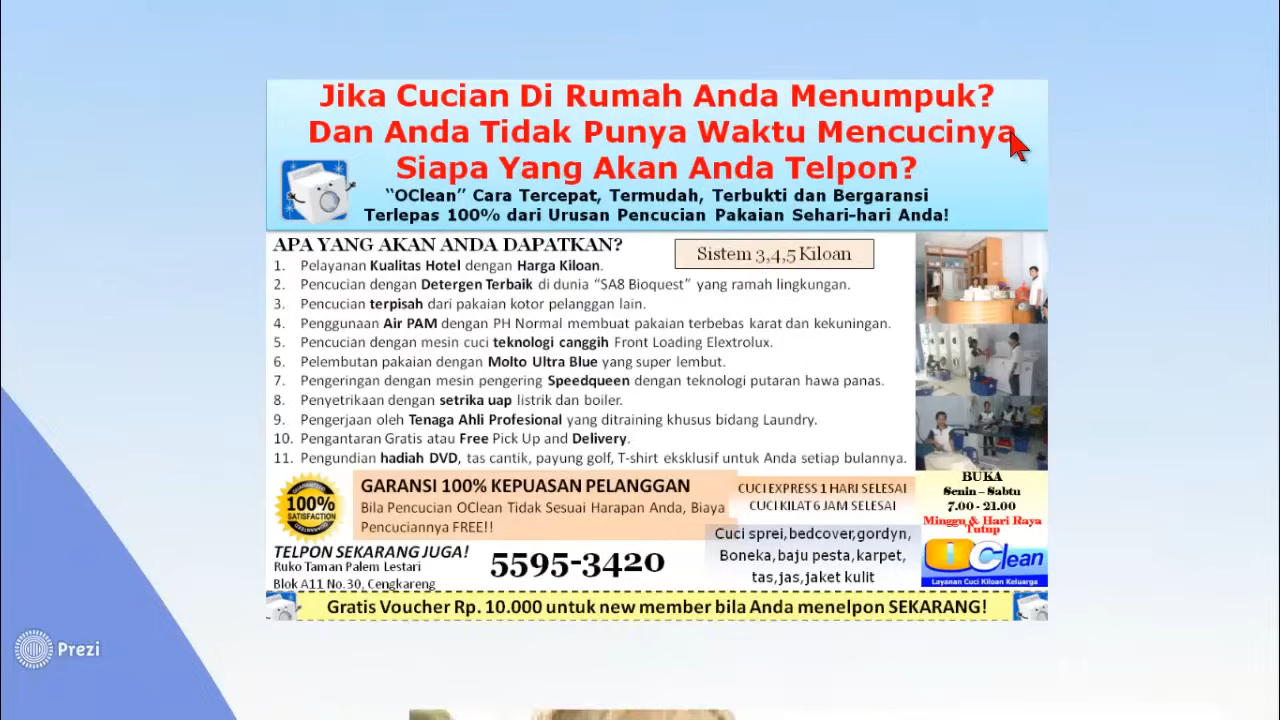 Jika Cucian Di Rumah Anda Menumpuk?
Dan Anda Tidak Punya Waktu Mencucinya
Siapa Yang Akan Anda Telpon?
“OClean” Cara Tercepat, Termudah, Terbukti dan Bergaransi
Terlepas 100% dari Urusan Pencucian Pakaian Sehari-hari Anda!
APA YANG AKAN ANDA DAPATKAN?
Sistem 3,4,5 Kiloan
1. Pelayanan Kualitas Hotel dengan Harga Kiloan.
2. Pencucian dengan Detergen Terbaik di dunia “SA8 Bioquest” yang ramah lingkungan.
3. Pencucian terpisah dari pakaian kotor pelanggan lain.
4. Penggunaan Air PAM dengan PH Normal membuat pakaian terbebas karat dan kekuningan.
5. Pencucian dengan mesin cuci teknologi canggih Front Loading Elextrolux.
6. Pelembutan pakaian dengan Molto Ultra Blue yang super lembut.
7. Pengeringan dengan mesin pengering Speedqueen dengan teknologi putaran hawa panas.
8. Penyetrikaan dengan setrika uap listrik dan boiler.
9. Pengerjaan oleh Tenaga Ahli Profesional yang ditraining khusus bidang Laundry.
10. Pengantaran Gratis atau Free Pick Up and Delivery.
11. Pengundian hadiah DVD, tas cantik, payung golf, T-shirt eksklusif untuk Anda setiap bulannya.
100%
SATISFACTION
GARANSI 100% KEPUASAN PELANGGAN
Bila Pencucian OClean Tidak Sesuai Harapan Anda, Biaya
Pencuciannya FREE!!
CUCI EXPRESS 1 HARI SELESAI
CUCI KILAT 6 JAM SELESAI
BUKA
Senin – Sabtu
7.00 - 21.00
Minggu & Hari Raya
Tutup
TELPON SEKARANG JUGA!
Ruko Taman Palem Lestari
Blok A11 No.30, Cengkareng
5595-3420
Cuci sprei,bedcover,gordyn,
Boneka,baju pesta,karpet,
tas,jas,jaket kulit
OClean
Layanan Cuci Kiloan Keluarga
Gratis Voucher Rp. 10.000 untuk new member bila Anda menelpon SEKARANG!
Prezi